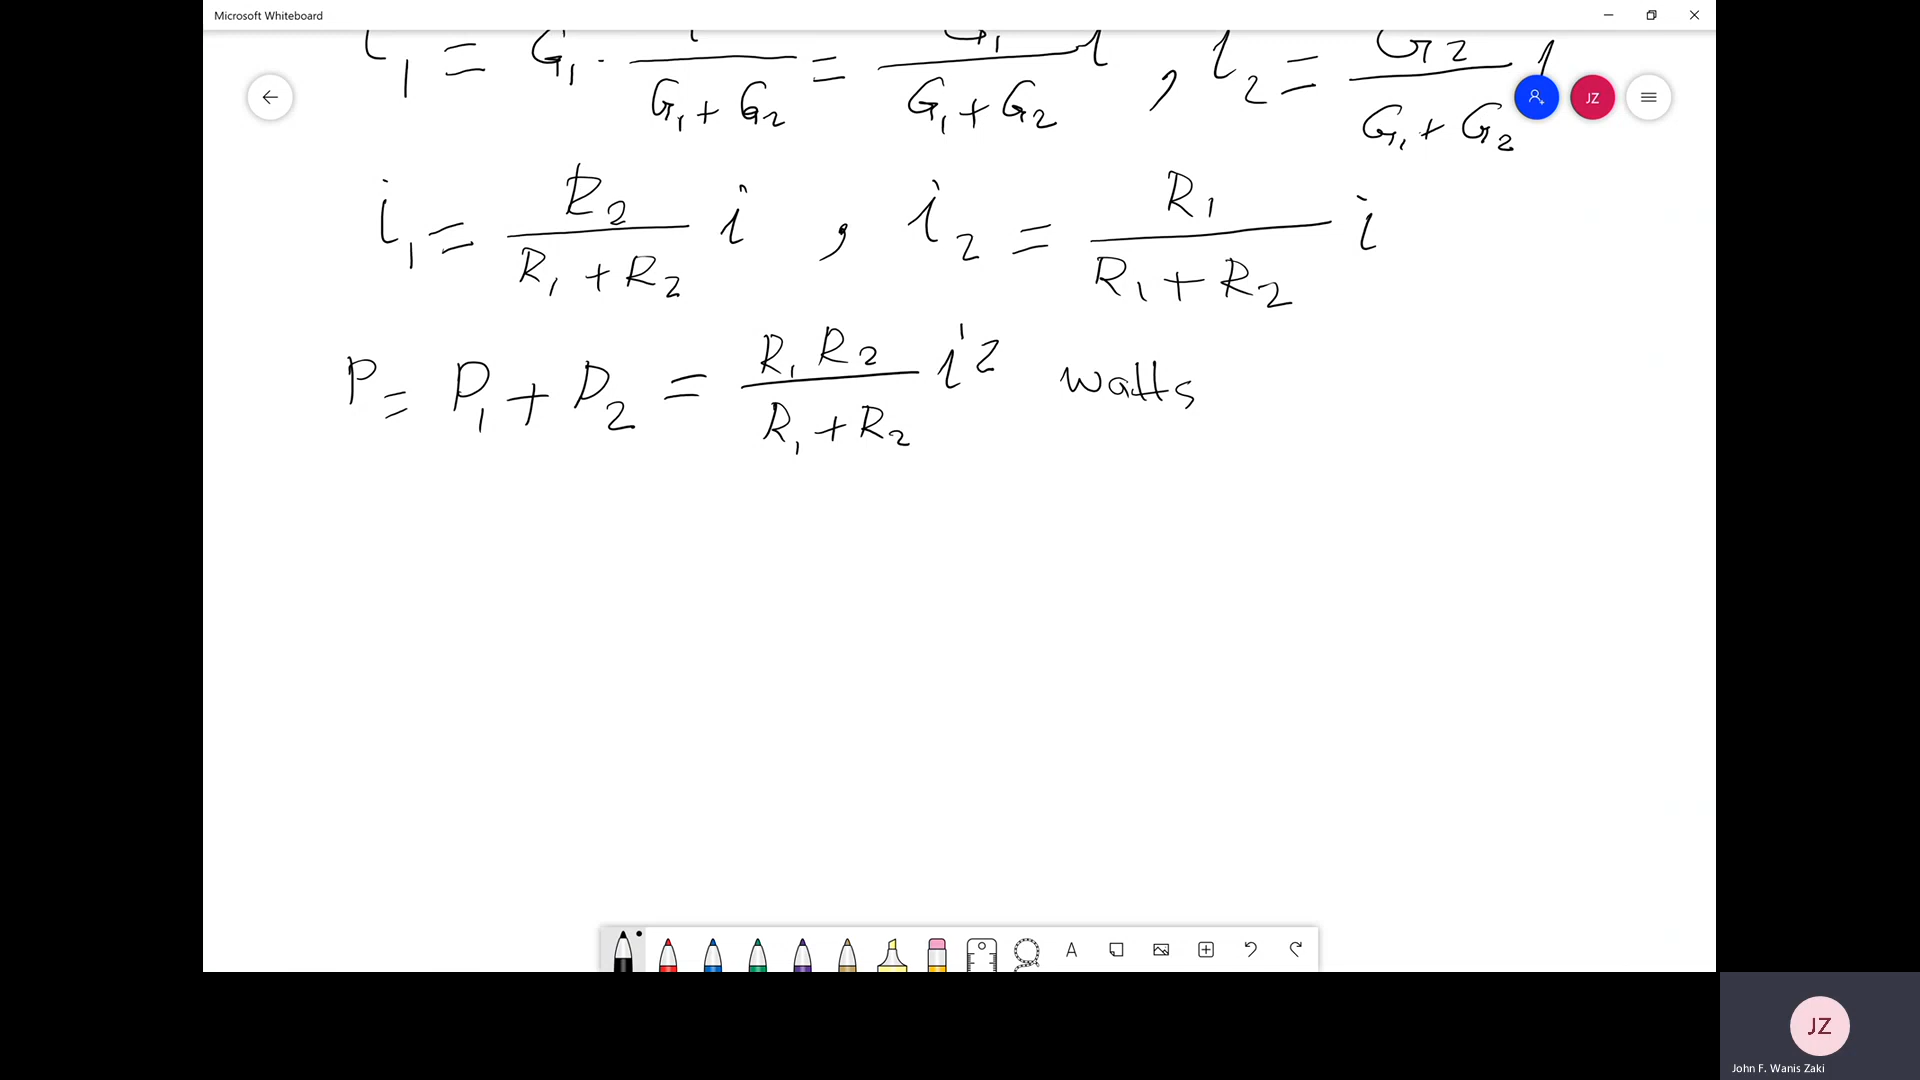 Microsoft Whiteboard
i₁ = G₁ · i/(G₁ + G₂) = G₁/(G₁ + G₂) i , i₂ = G₂/(G₁ + G₂) i
JZ
i₁ = R₂/(R₁ + R₂) i , i₂ = R₁/(R₁ + R₂) i
P = P₁ + P₂ = R₁ R₂/(R₁ + R₂) i² watts
A
JZ
John F. Wanis Zaki